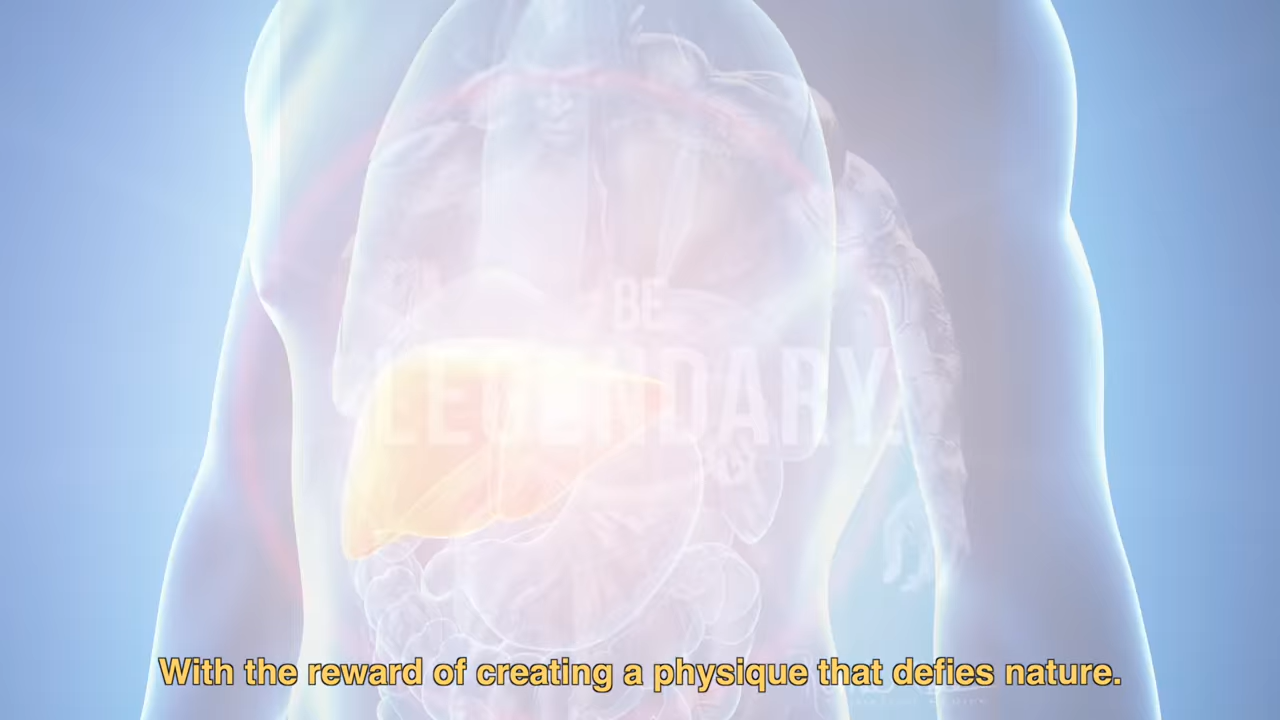 BE
LEGENDARY.
With the reward of creating a physique that defies nature.